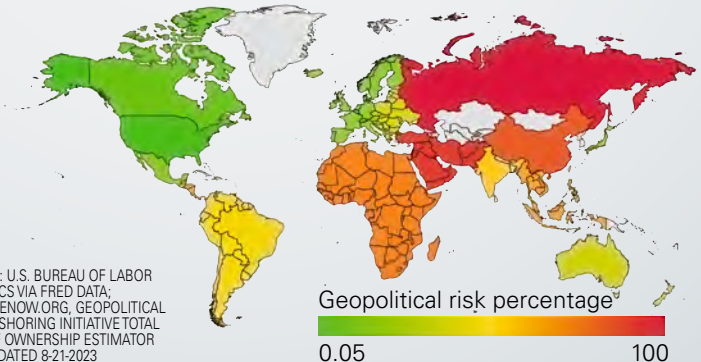 : U.S. BUREAU OF LABOR
CS VIA FRED DATA;
ENOW.ORG, GEOPOLITICAL
SHORING INITIATIVE TOTAL
OWNERSHIP ESTIMATOR
DATED 8-21-2023
Geopolitical risk percentage
0.05
100